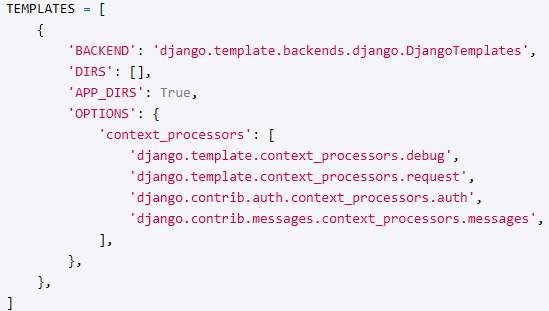 TEMPLATES = [
    {
        'BACKEND': 'django.template.backends.django.DjangoTemplates',
        'DIRS': [],
        'APP_DIRS': True,
        'OPTIONS': {
            'context_processors': [
                'django.template.context_processors.debug',
                'django.template.context_processors.request',
                'django.contrib.auth.context_processors.auth',
                'django.contrib.messages.context_processors.messages',
            ],
        },
    },
]